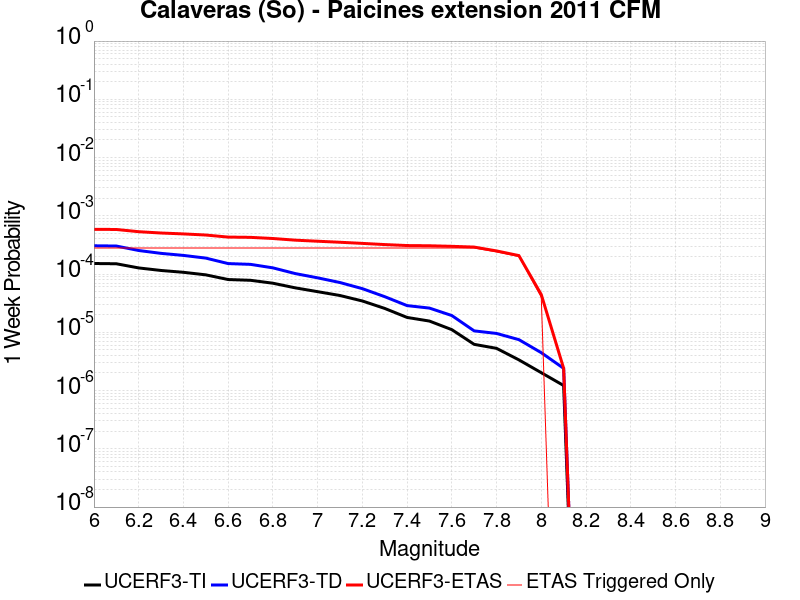 Calaveras (So) - Paicines extension 2011 CFM
10^0
10^-1
10^-2
10^-3
10^-4
10^-5
10^-6
10^-7
10^-8
1 Week Probability
6 6.2 6.4 6.6 6.8 7 7.2 7.4 7.6 7.8 8 8.2 8.4 8.6 8.8 9
Magnitude
UCERF3-TI UCERF3-TD UCERF3-ETAS ETAS Triggered Only